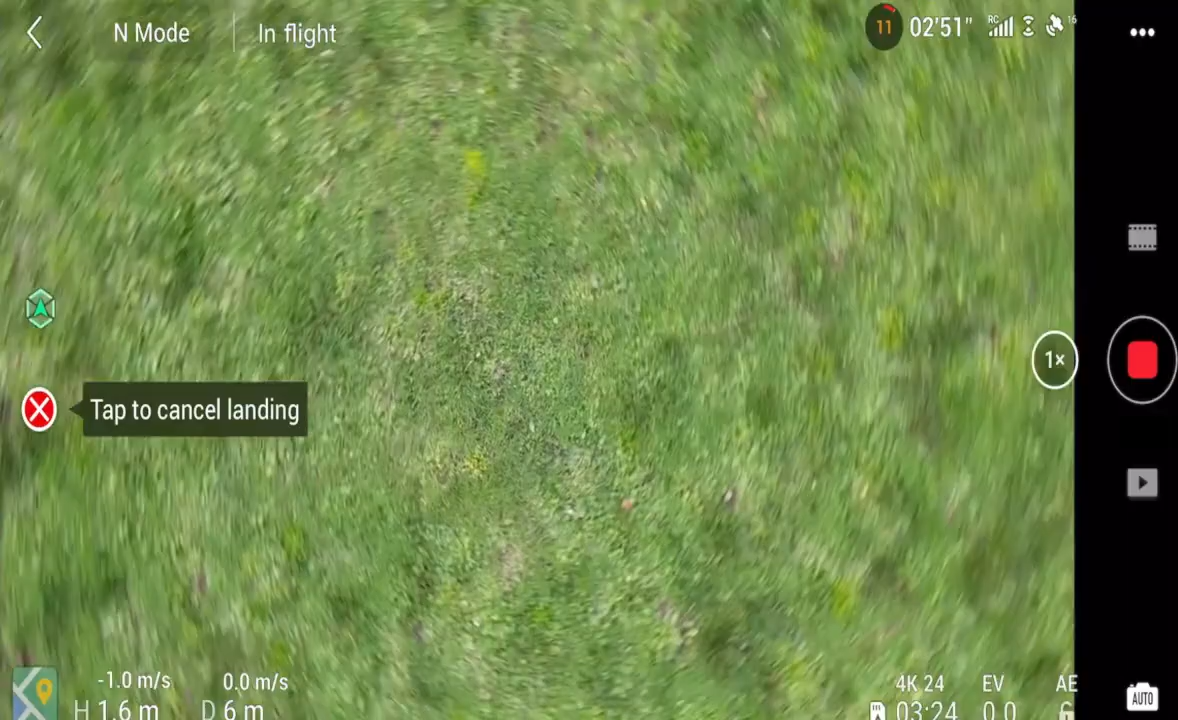 N Mode
In flight
11
02'51"
RC
16
1×
Tap to cancel landing
-1.0 m/s
0.0 m/s
H 1.6 m
D 6 m
4K 24
EV
AE
03:24
0.0
AUTO